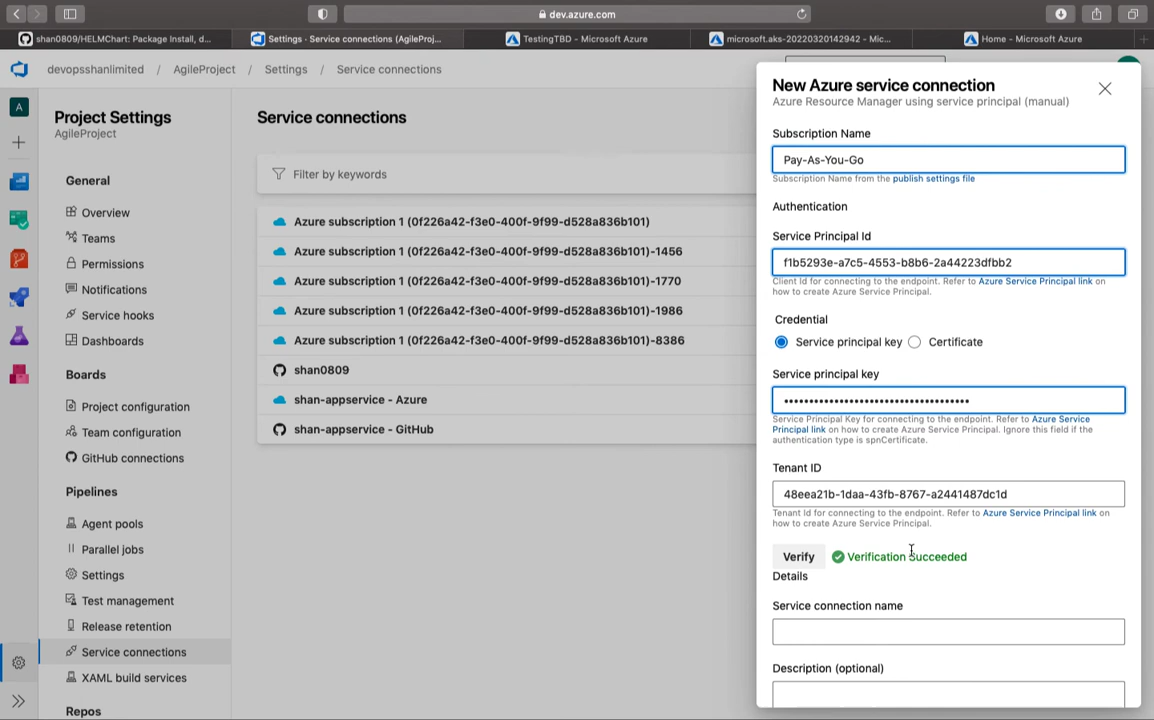 dev.azure.com
shan0809/HELMChart: Package Install, d...
Settings · Service connections (AgileProj...
TestingTBD - Microsoft Azure
microsoft.aks-20220320142942 - Mic...
Home - Microsoft Azure
devopsshanlimited / AgileProject / Settings / Service connections
A
Project Settings
AgileProject
General
Overview
Teams
Permissions
Notifications
Service hooks
Dashboards
Boards
Project configuration
Team configuration
GitHub connections
Pipelines
Agent pools
Parallel jobs
Settings
Test management
Release retention
Service connections
XAML build services
Repos
Service connections
Filter by keywords
Azure subscription 1 (0f226a42-f3e0-400f-9f99-d528a836b101)
Azure subscription 1 (0f226a42-f3e0-400f-9f99-d528a836b101)-1456
Azure subscription 1 (0f226a42-f3e0-400f-9f99-d528a836b101)-1770
Azure subscription 1 (0f226a42-f3e0-400f-9f99-d528a836b101)-1986
Azure subscription 1 (0f226a42-f3e0-400f-9f99-d528a836b101)-8386
shan0809
shan-appservice - Azure
shan-appservice - GitHub
New Azure service connection
Azure Resource Manager using service principal (manual)
Subscription Name
Pay-As-You-Go
Subscription Name from the publish settings file
Authentication
Service Principal Id
f1b5293e-a7c5-4553-b8b6-2a44223dfbb2
Client Id for connecting to the endpoint. Refer to Azure Service Principal link on
how to create Azure Service Principal.
Credential
Service principal key Certificate
Service principal key
Service Principal Key for connecting to the endpoint. Refer to Azure Service
Principal link on how to create Azure Service Principal. Ignore this field if the
authentication type is spnCertificate.
Tenant ID
48eea21b-1daa-43fb-8767-a2441487dc1d
Tenant Id for connecting to the endpoint. Refer to Azure Service Principal link on
how to create Azure Service Principal.
Verify Verification Succeeded
Details
Service connection name
Description (optional)